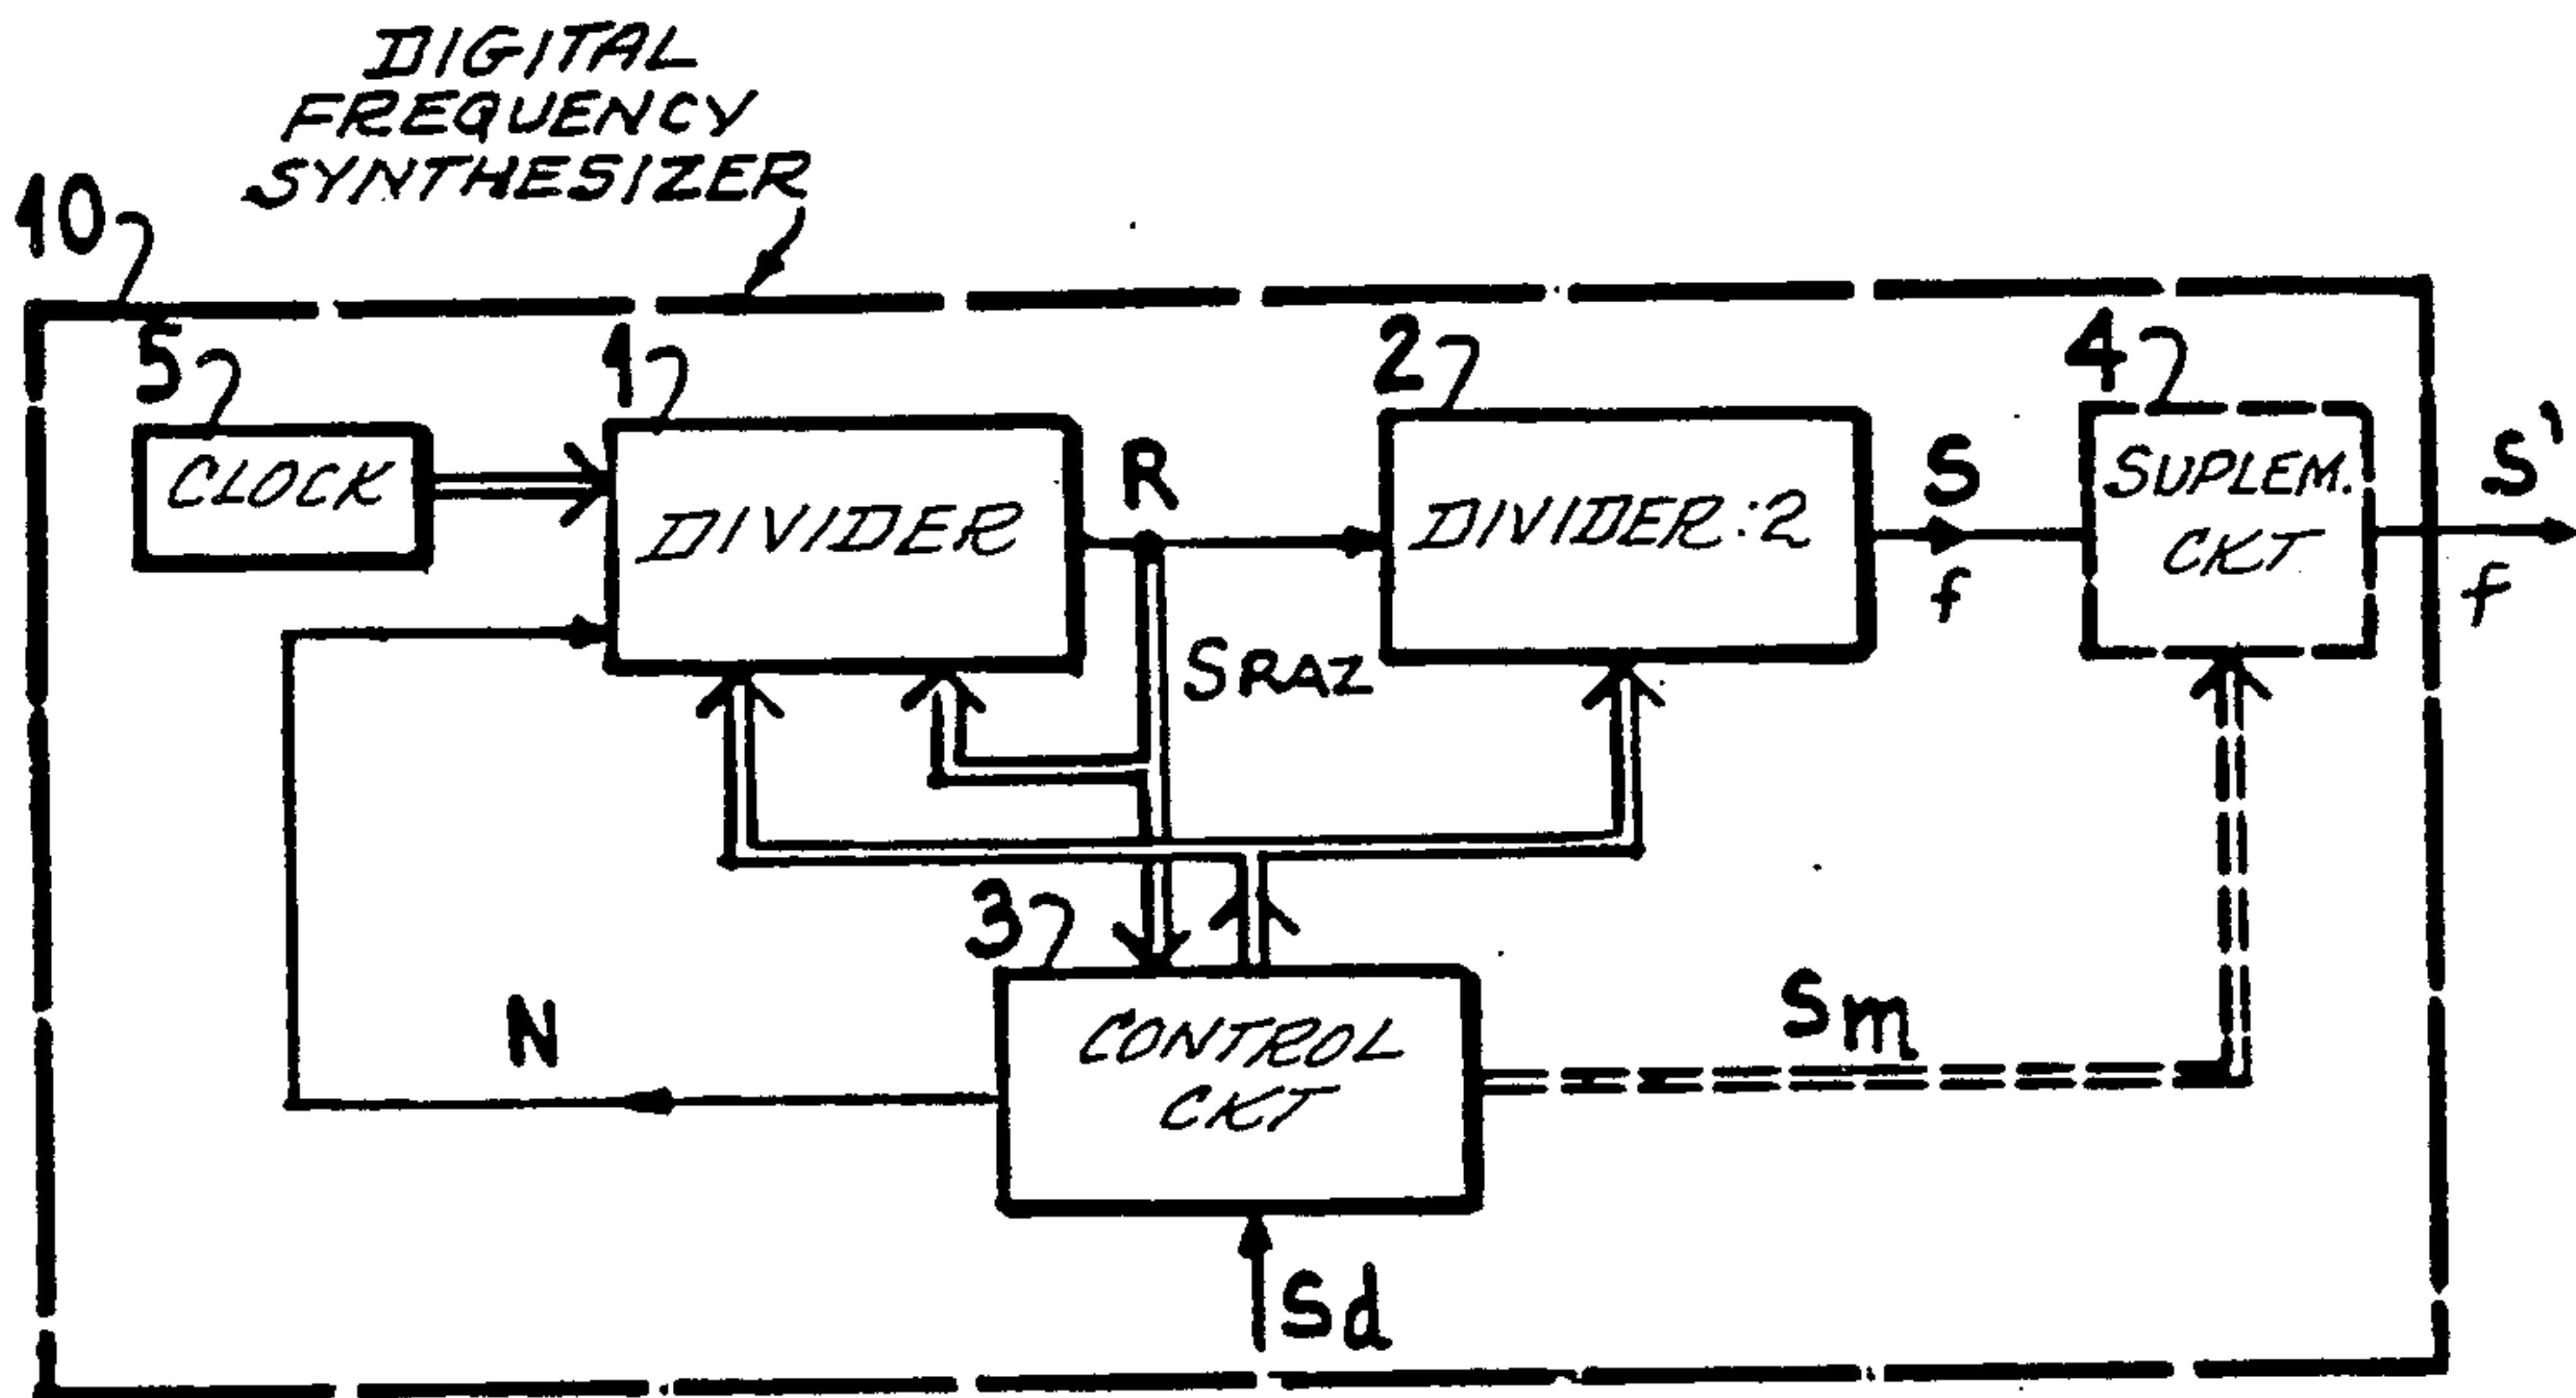 DIGITAL
FREQUENCY
SYNTHESIZER
10
5
1
2
4
CLOCK
DIVIDER
R
DIVIDER:2
S
f
SUPLEM.
CKT
S'
f
SRAZ
3
N
CONTROL
CKT
Sm
Sd